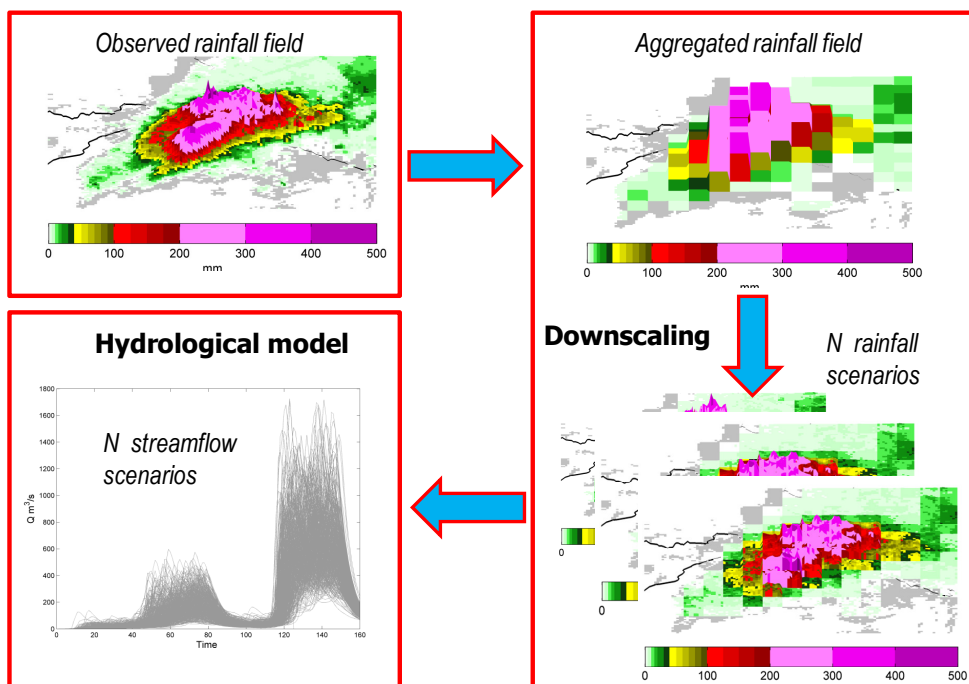 Observed rainfall field
0 100 200 300 400 500
mm
Aggregated rainfall field
0 100 200 300 400 500
mm
Downscaling
N rainfall
scenarios
0
0
0 100 200 300 400 500
Hydrological model
N streamflow
scenarios
Q m³/s
1800
1600
1400
1200
1000
800
600
400
200
0
0 20 40 60 80 100 120 140 160
Time